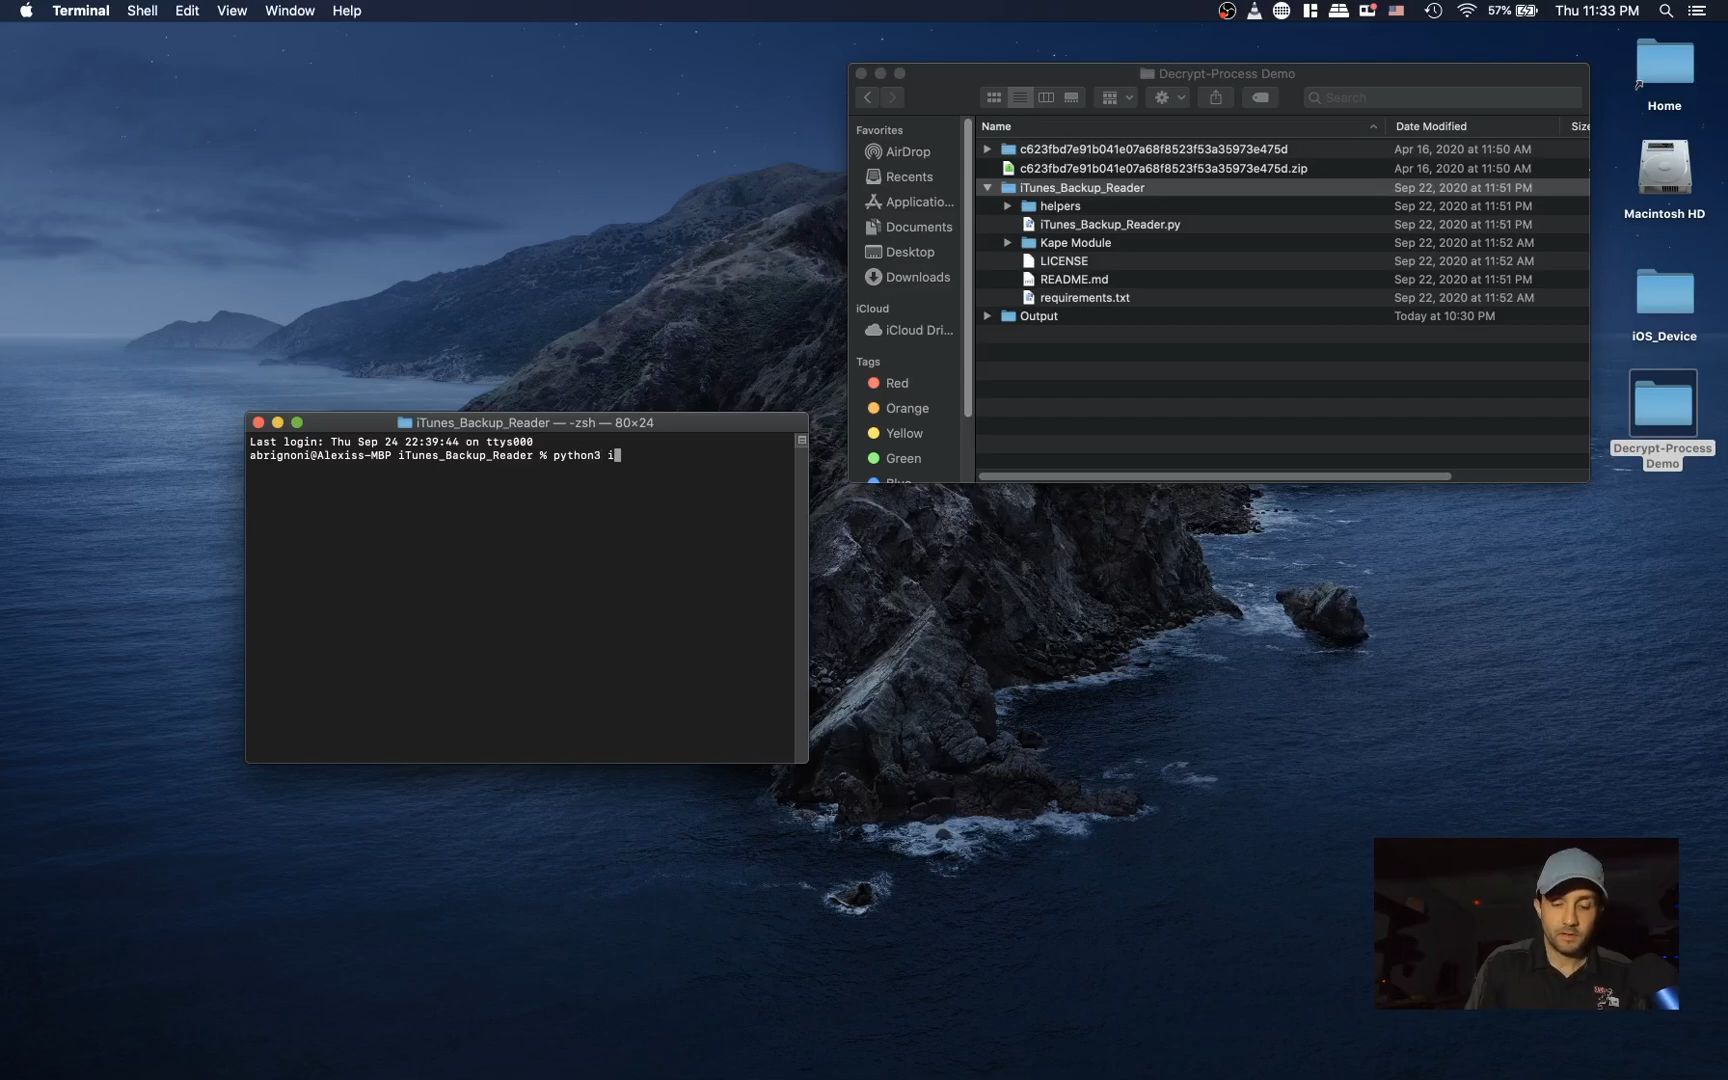 Terminal Shell Edit View Window Help
57% Thu 11:33 PM
Decrypt-Process Demo
Search
Favorites
AirDrop
Recents
Applicatio...
Documents
Desktop
Downloads
iCloud
iCloud Dri...
Tags
Red
Orange
Yellow
Green
Blue
Name Date Modified Size
c623fbd7e91b041e07a68f8523f53a35973e475d Apr 16, 2020 at 11:50 AM
c623fbd7e91b041e07a68f8523f53a35973e475d.zip Apr 16, 2020 at 11:50 AM
iTunes_Backup_Reader Sep 22, 2020 at 11:51 PM
helpers Sep 22, 2020 at 11:51 PM
iTunes_Backup_Reader.py Sep 22, 2020 at 11:51 PM
Kape Module Sep 22, 2020 at 11:52 AM
LICENSE Sep 22, 2020 at 11:52 AM
README.md Sep 22, 2020 at 11:51 PM
requirements.txt Sep 22, 2020 at 11:52 AM
Output Today at 10:30 PM
Home
Macintosh HD
iOS_Device
Decrypt-Process
Demo
iTunes_Backup_Reader — -zsh — 80×24
Last login: Thu Sep 24 22:39:44 on ttys000
abrignoni@Alexiss-MBP iTunes_Backup_Reader % python3 i